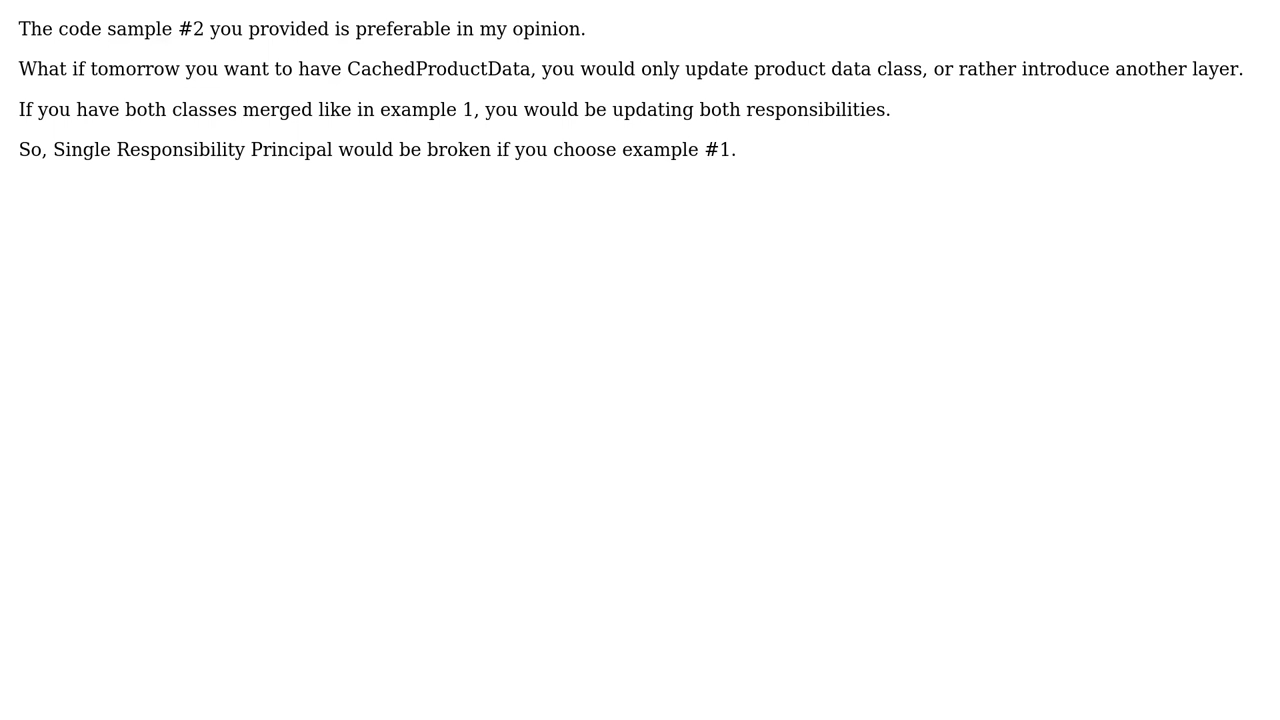 The code sample #2 you provided is preferable in my opinion.
What if tomorrow you want to have CachedProductData, you would only update product data class, or rather introduce another layer.
If you have both classes merged like in example 1, you would be updating both responsibilities.
So, Single Responsibility Principal would be broken if you choose example #1.